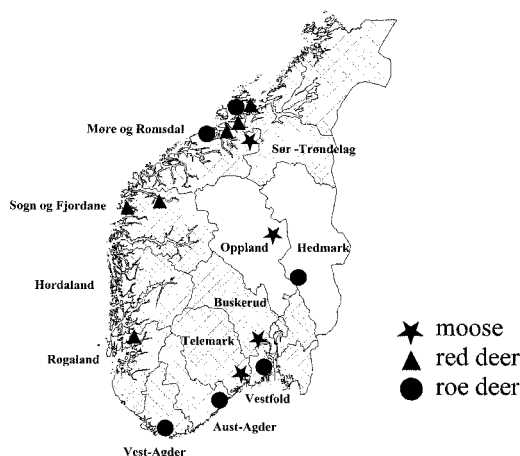 Møre og Romsdal
Sør -Trøndelag
Sogn og Fjordane
Oppland
Hedmark
Hordaland
Buskerud
Telemark
Rogaland
Vestfold
Aust-Agder
Vest-Agder
moose
red deer
roe deer